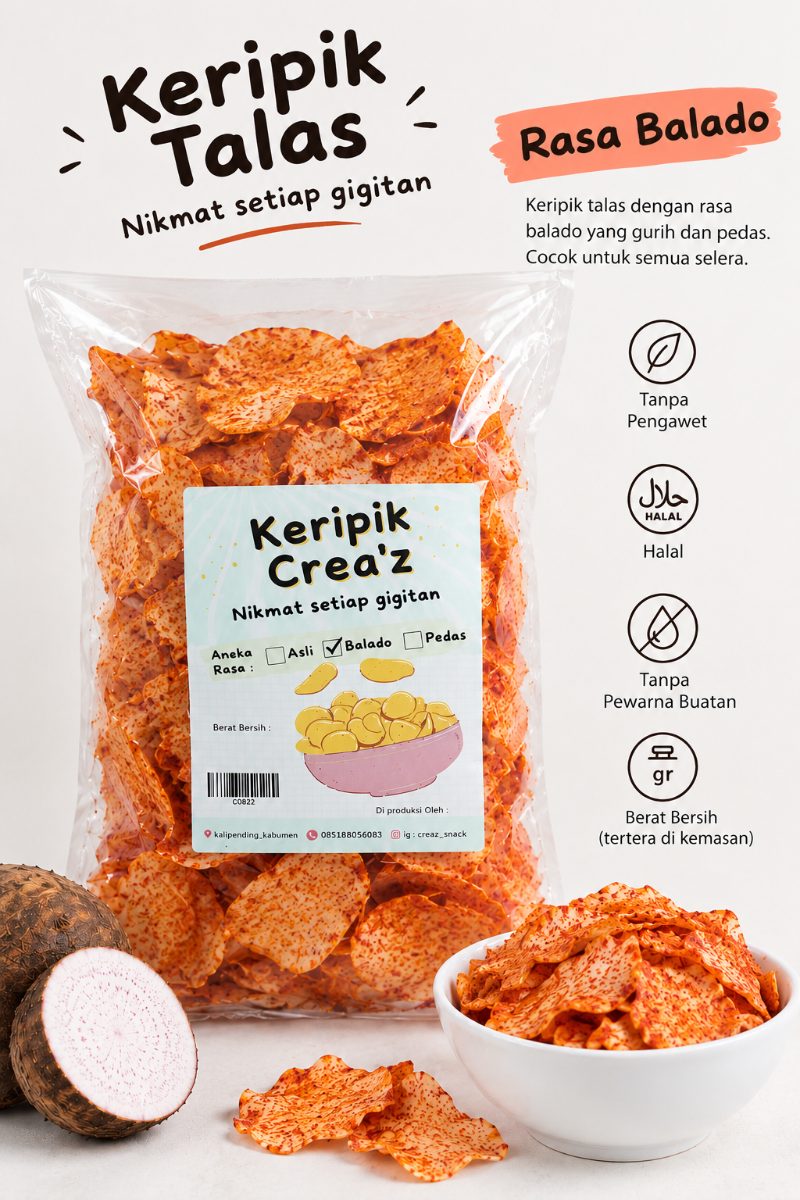 Keripik
Talas
Nikmat setiap gigitan
Rasa Balado
Keripik talas dengan rasa
balado yang gurih dan pedas.
Cocok untuk semua selera.
Tanpa
Pengawet
حلال
HALAL
Halal
Tanpa
Pewarna Buatan
gr
Berat Bersih
(tertera di kemasan)
Keripik
Crea'z
Nikmat setiap gigitan
Aneka
Rasa :
Asli
Balado
Pedas
Berat Bersih :
C0822
Di produksi Oleh :
kalipending_kabumen
085188056083
ig : creaz_snack